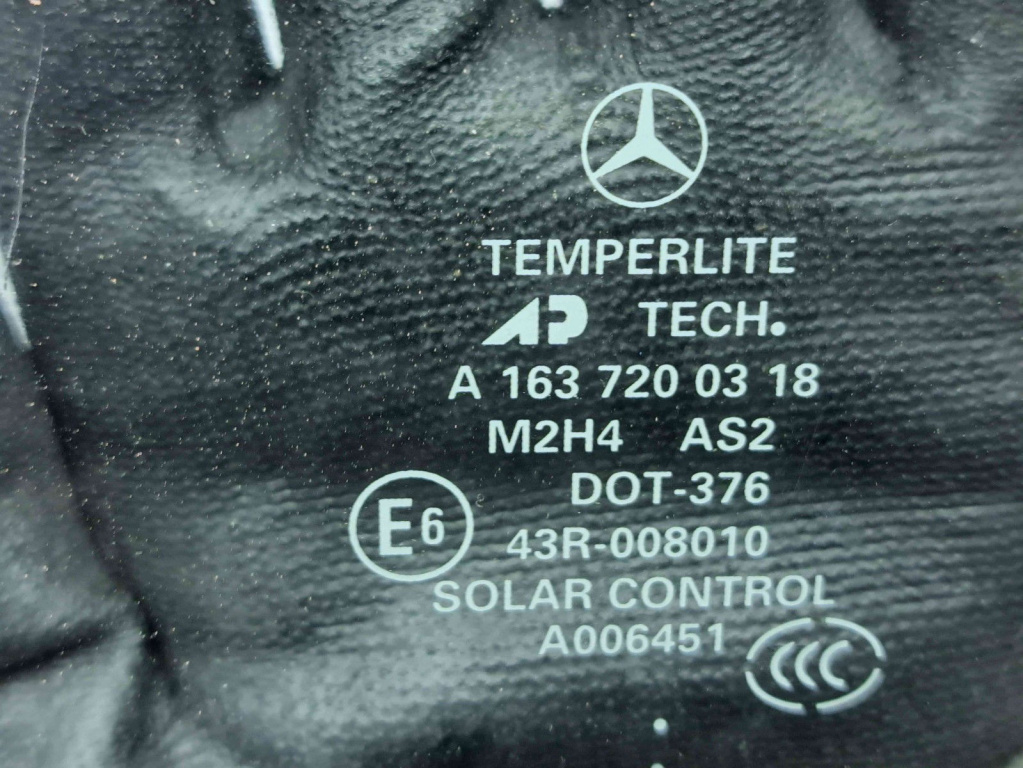 TEMPERLITE
AP TECH.
A 163 720 03 18
M2H4 AS2
DOT-376
E6 43R-008010
SOLAR CONTROL
A006451
CCC